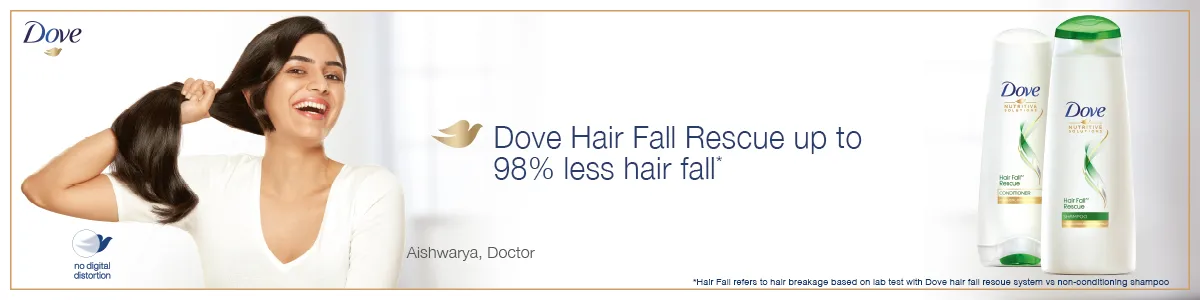 Dove
Dove Hair Fall Rescue up to
98% less hair fall*
Aishwarya, Doctor
no digital
distortion
Dove
NUTRITIVE
SOLUTIONS
Hair Fall
Rescue
CONDITIONER
Dove
NUTRITIVE
SOLUTIONS
Hair Fall
Rescue
SHAMPOO
*Hair Fall refers to hair breakage based on lab test with Dove hair fall rescue system vs non-conditioning shampoo